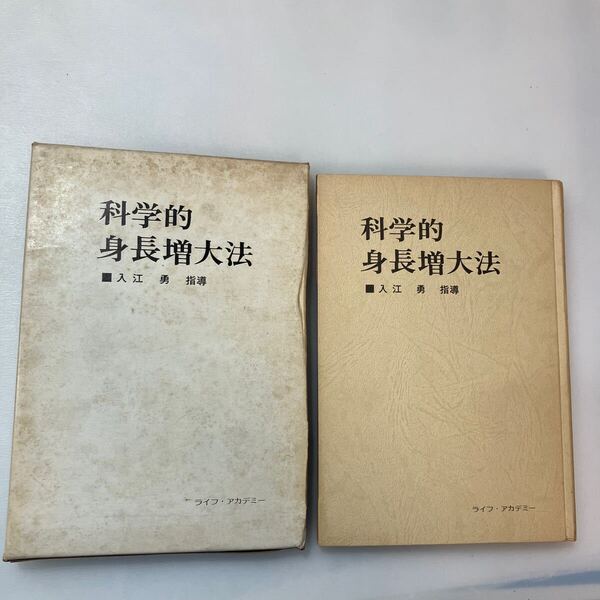 科学的
身長増大法
■入江 勇 指導
ライフ・アカデミー
科学的
身長増大法
■入江 勇 指導
ライフ・アカデミー